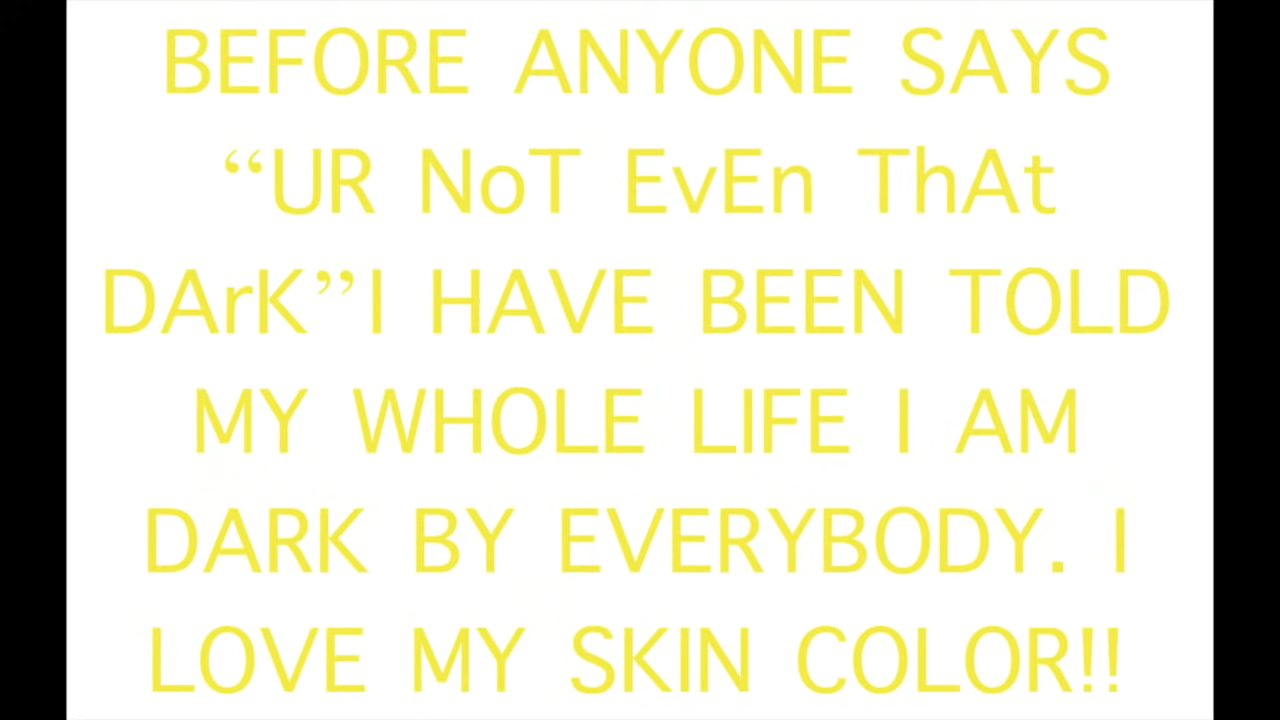 BEFORE ANYONE SAYS
“UR NoT EvEn ThAt
DArK”I HAVE BEEN TOLD
MY WHOLE LIFE I AM
DARK BY EVERYBODY. I
LOVE MY SKIN COLOR!!